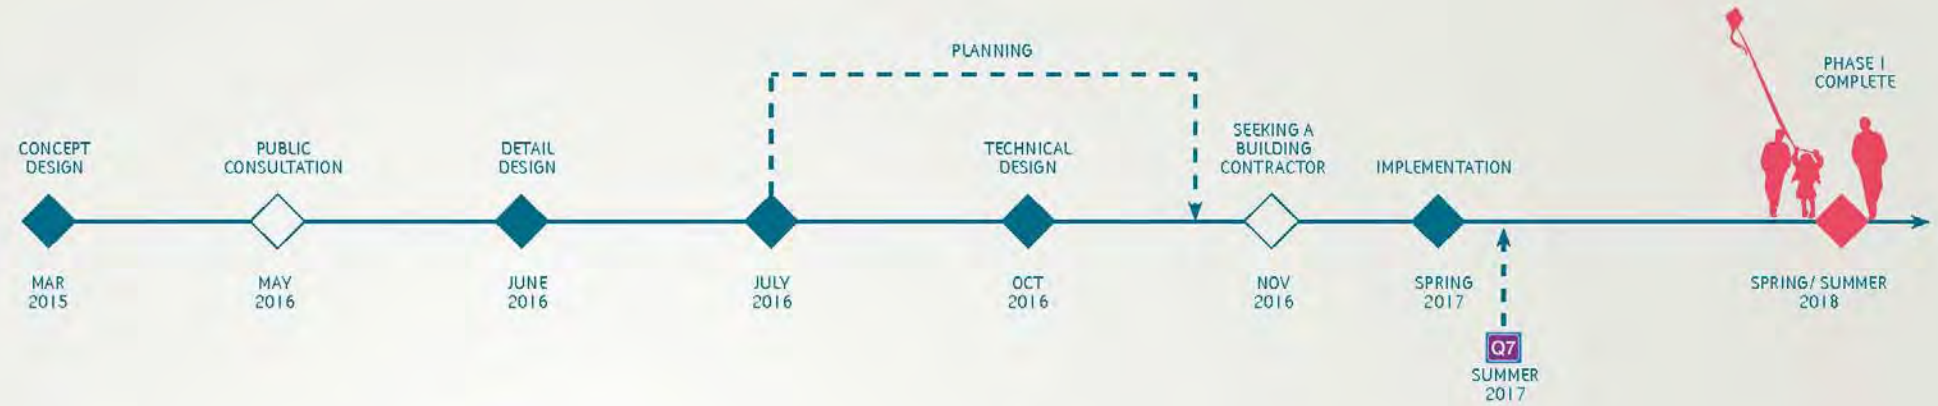 PLANNING
PHASE 1
COMPLETE
CONCEPT
DESIGN
PUBLIC
CONSULTATION
DETAIL
DESIGN
TECHNICAL
DESIGN
SEEKING A
BUILDING
CONTRACTOR
IMPLEMENTATION
MAR
2015
MAY
2016
JUNE
2016
JULY
2016
OCT
2016
NOV
2016
SPRING
2017
SPRING/ SUMMER
2018
Q7
SUMMER
2017